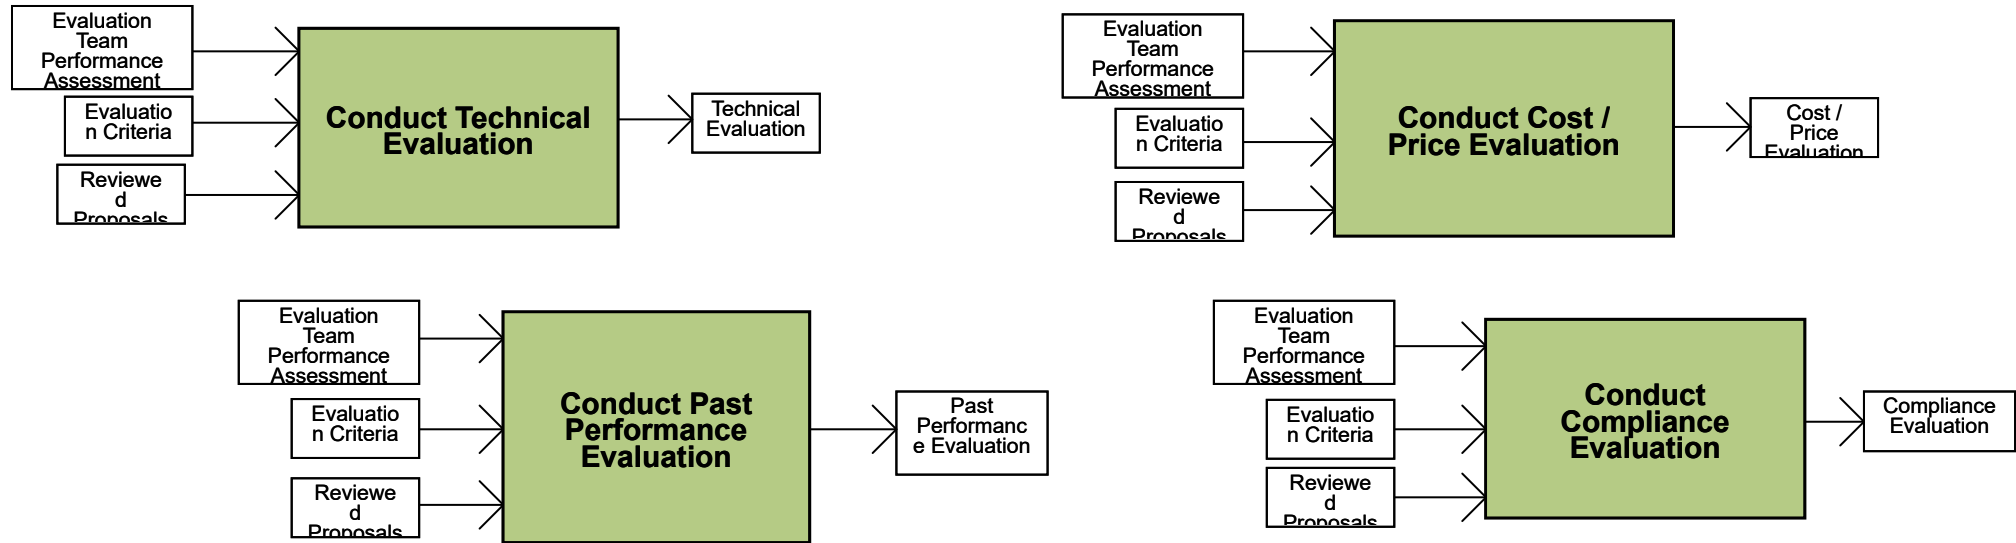 Evaluation
Team
Performance
Assessment
Evaluatio
n Criteria
Reviewe
d
Proposals
Conduct Technical
Evaluation
Technical
Evaluation
Evaluation
Team
Performance
Assessment
Evaluatio
n Criteria
Reviewe
d
Proposals
Conduct Cost /
Price Evaluation
Cost /
Price
Evaluation
Evaluation
Team
Performance
Assessment
Evaluatio
n Criteria
Reviewe
d
Proposals
Conduct Past
Performance
Evaluation
Past
Performanc
e Evaluation
Evaluation
Team
Performance
Assessment
Evaluatio
n Criteria
Reviewe
d
Proposals
Conduct
Compliance
Evaluation
Compliance
Evaluation